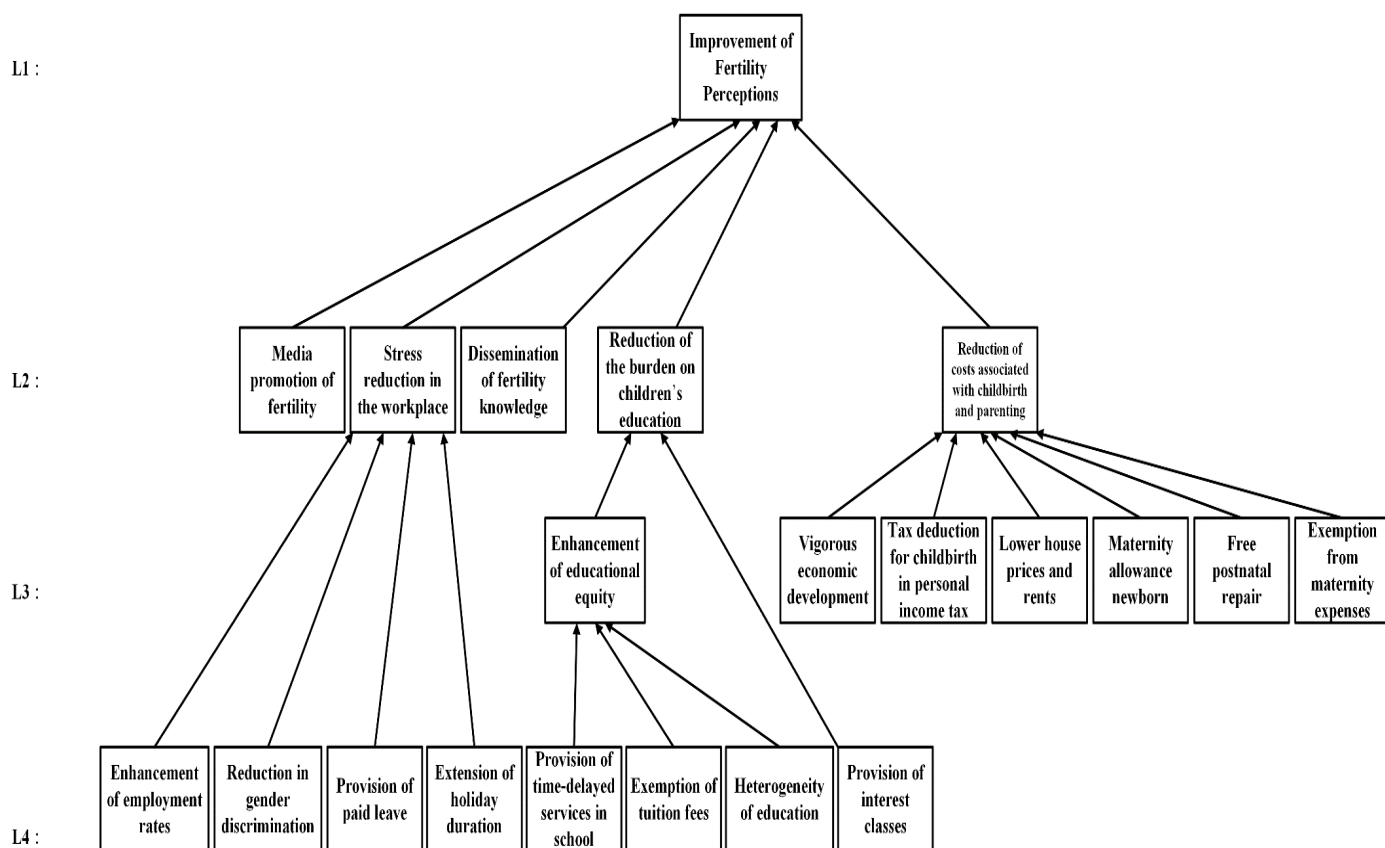 L1 :
Improvement of
Fertility
Perceptions
L2 :
Media
promotion of
fertility
Stress
reduction in
the workplace
Dissemination
of fertility
knowledge
Reduction of
the burden on
children`s
education
Reduction of
costs associated
with childbirth
and parenting
L3 :
Enhancement
of educational
equity
Vigorous
economic
development
Tax deduction
for childbirth
in personal
income tax
Lower house
prices and
rents
Maternity
allowance
newborn
Free
postnatal
repair
Exemption
from
maternity
expenses
L4 :
Enhancement
of employment
rates
Reduction in
gender
discrimination
Provision of
paid leave
Extension of
holiday
duration
Provision of
time-delayed
services in
school
Exemption of
tuition fees
Heterogeneity
of education
Provision of
interest
classes